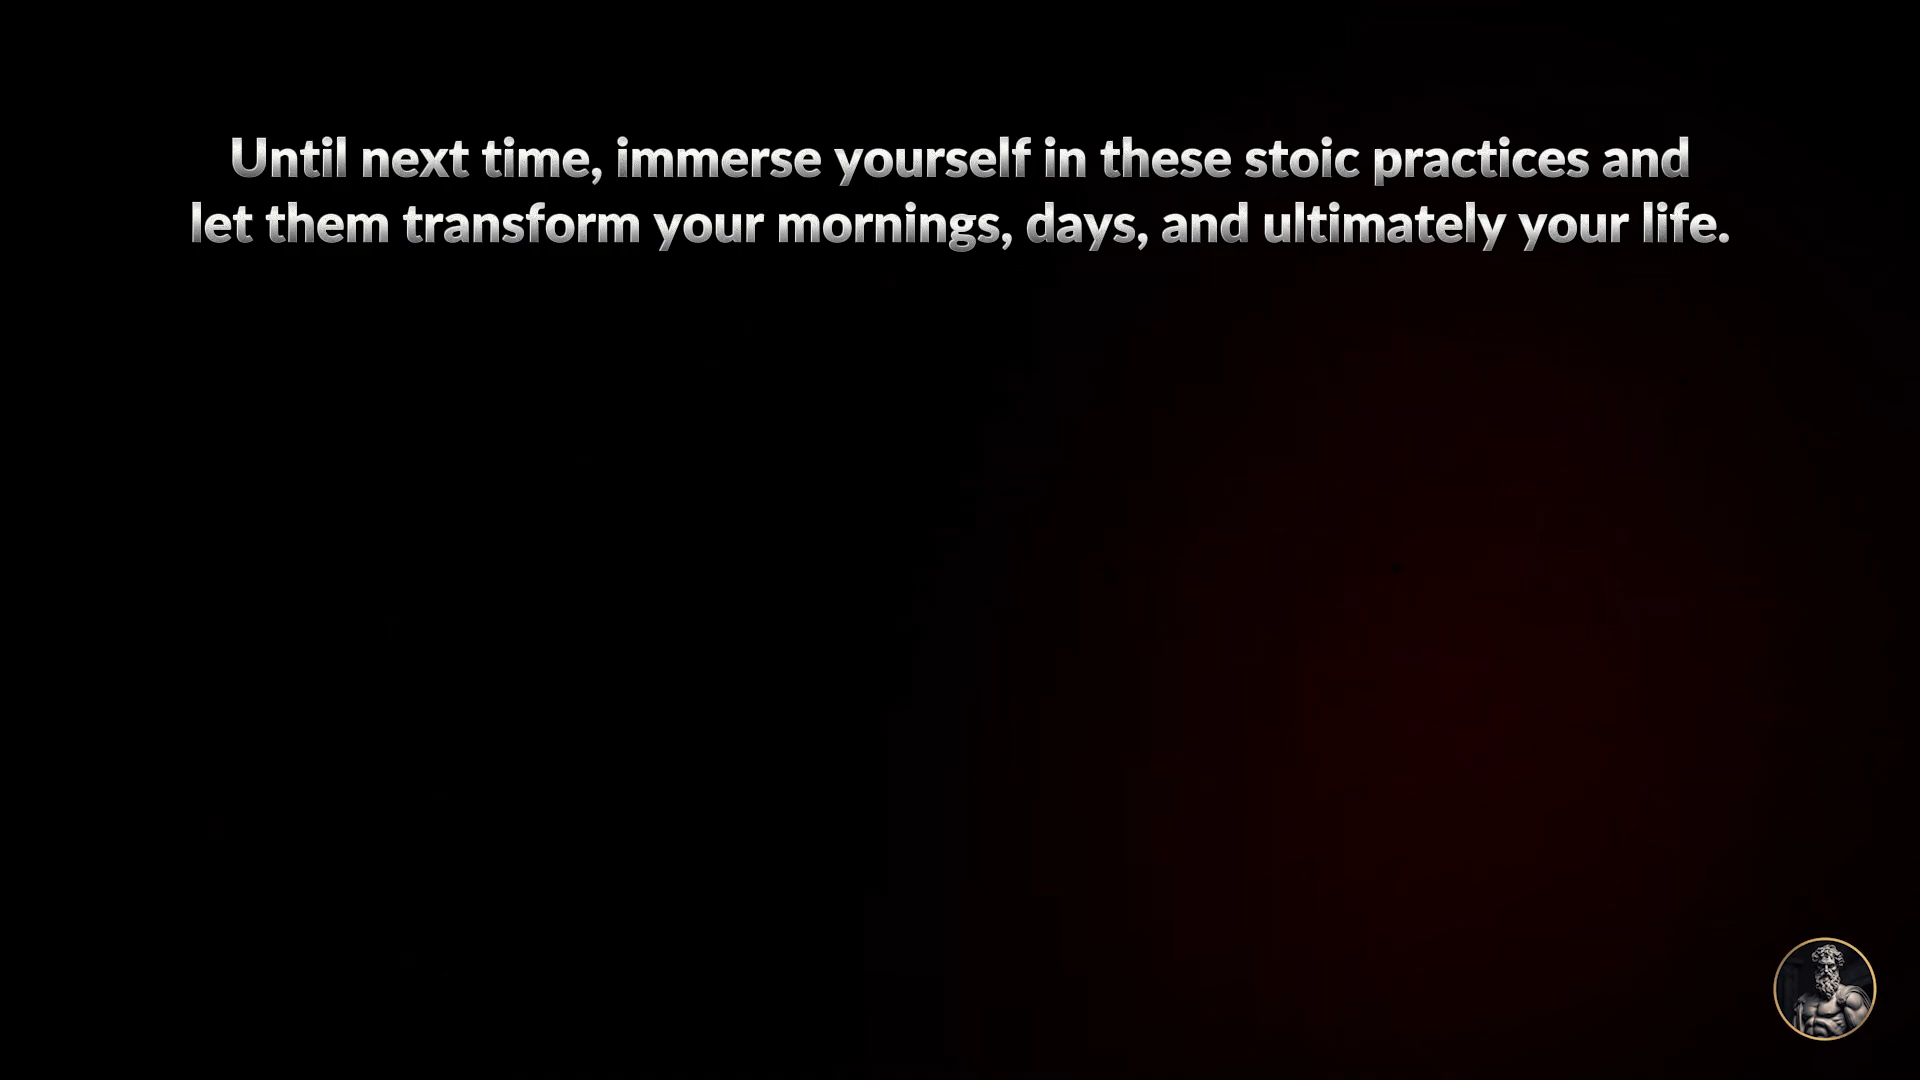 Until next time, immerse yourself in these stoic practices and
let them transform your mornings, days, and ultimately your life.